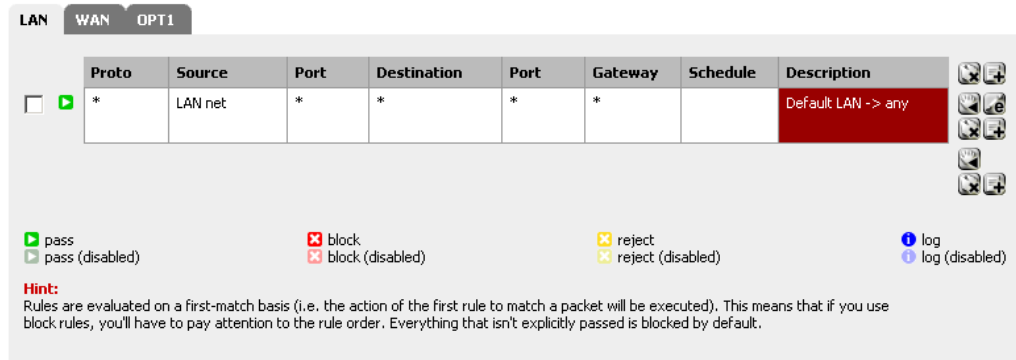 LAN WAN OPT1
Proto Source Port Destination Port Gateway Schedule Description
* LAN net * * * * Default LAN -> any
pass block reject log
pass (disabled) block (disabled) reject (disabled) log (disabled)
Hint:
Rules are evaluated on a first-match basis (i.e. the action of the first rule to match a packet will be executed). This means that if you use
block rules, you'll have to pay attention to the rule order. Everything that isn't explicitly passed is blocked by default.